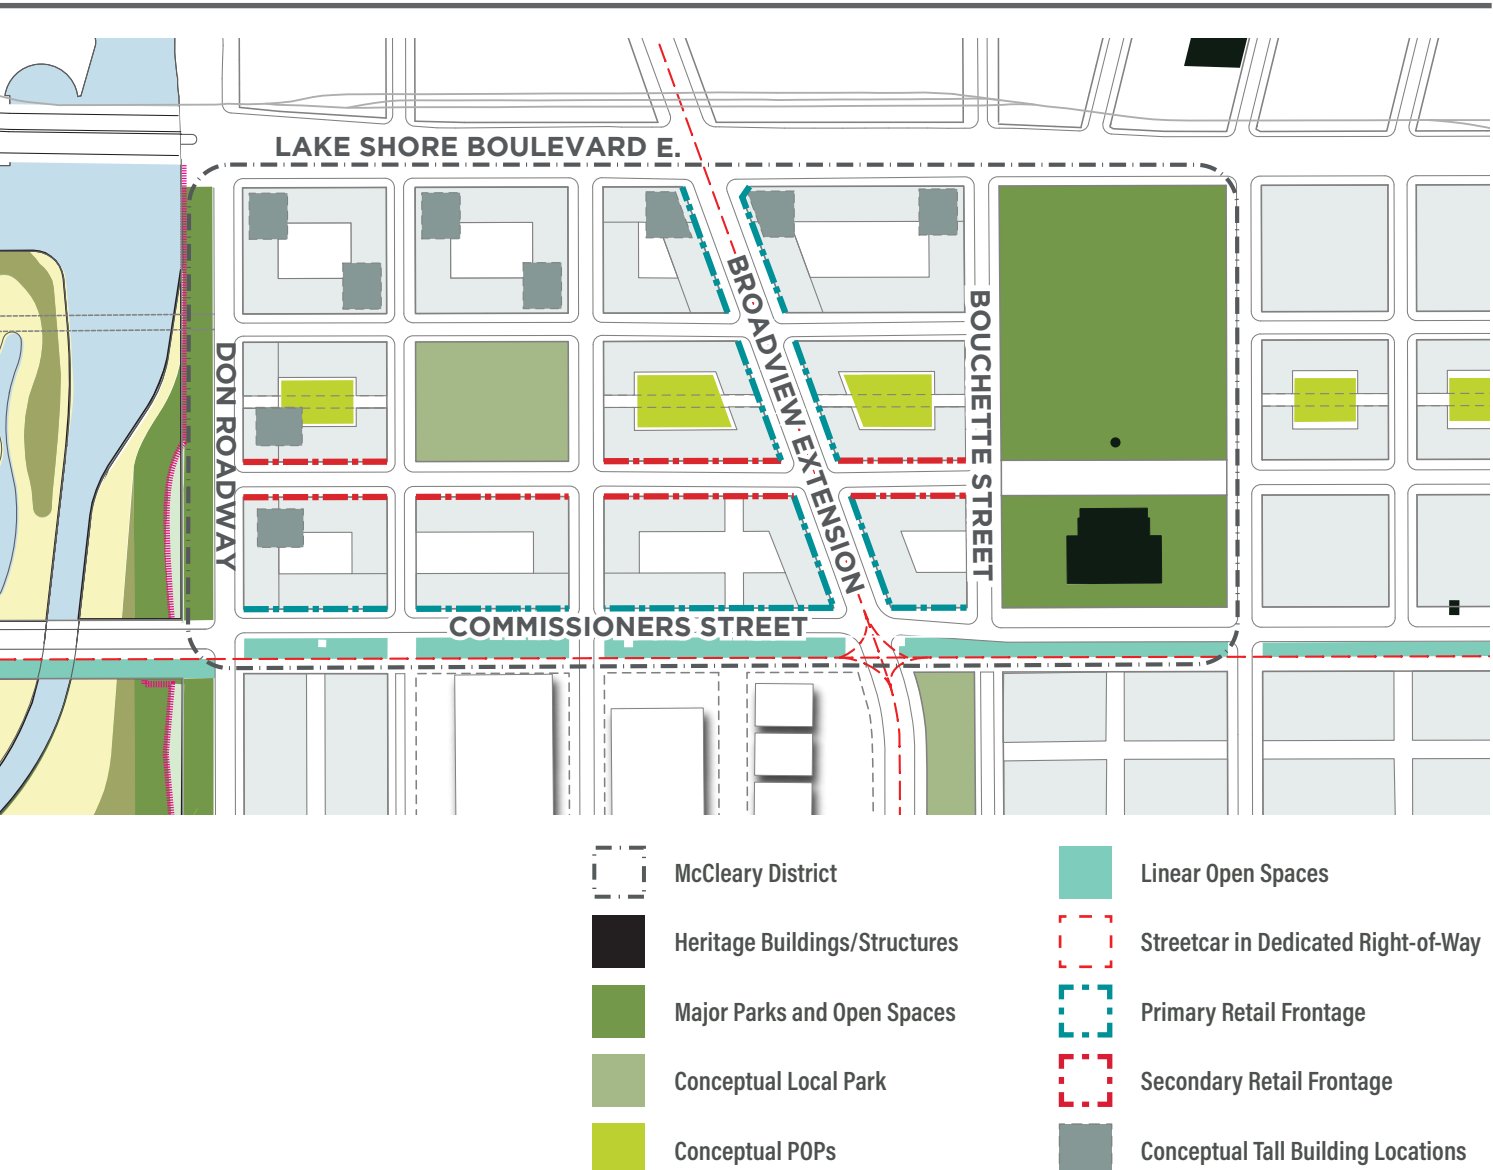 LAKE SHORE BOULEVARD E.
BROADVIEW EXTENSION
BOUCHETTE STREET
DON ROADWAY
COMMISSIONERS STREET
McCleary District
Heritage Buildings/Structures
Major Parks and Open Spaces
Conceptual Local Park
Conceptual POPs
Linear Open Spaces
Streetcar in Dedicated Right-of-Way
Primary Retail Frontage
Secondary Retail Frontage
Conceptual Tall Building Locations